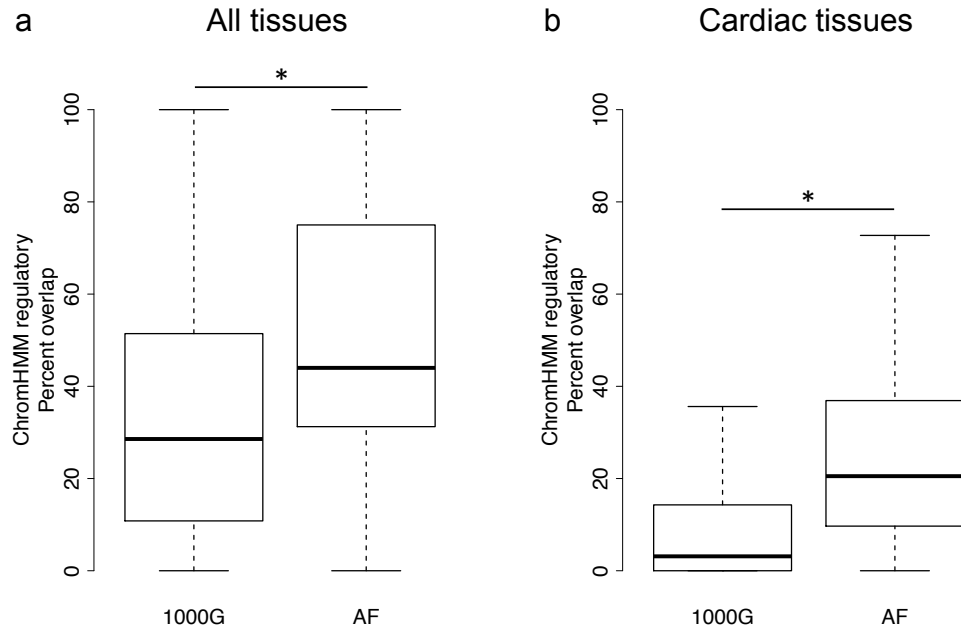 a
All tissues
*
ChromHMM regulatory
Percent overlap
100
80
60
40
20
0
1000G
AF
b
Cardiac tissues
*
ChromHMM regulatory
Percent overlap
100
80
60
40
20
0
1000G
AF